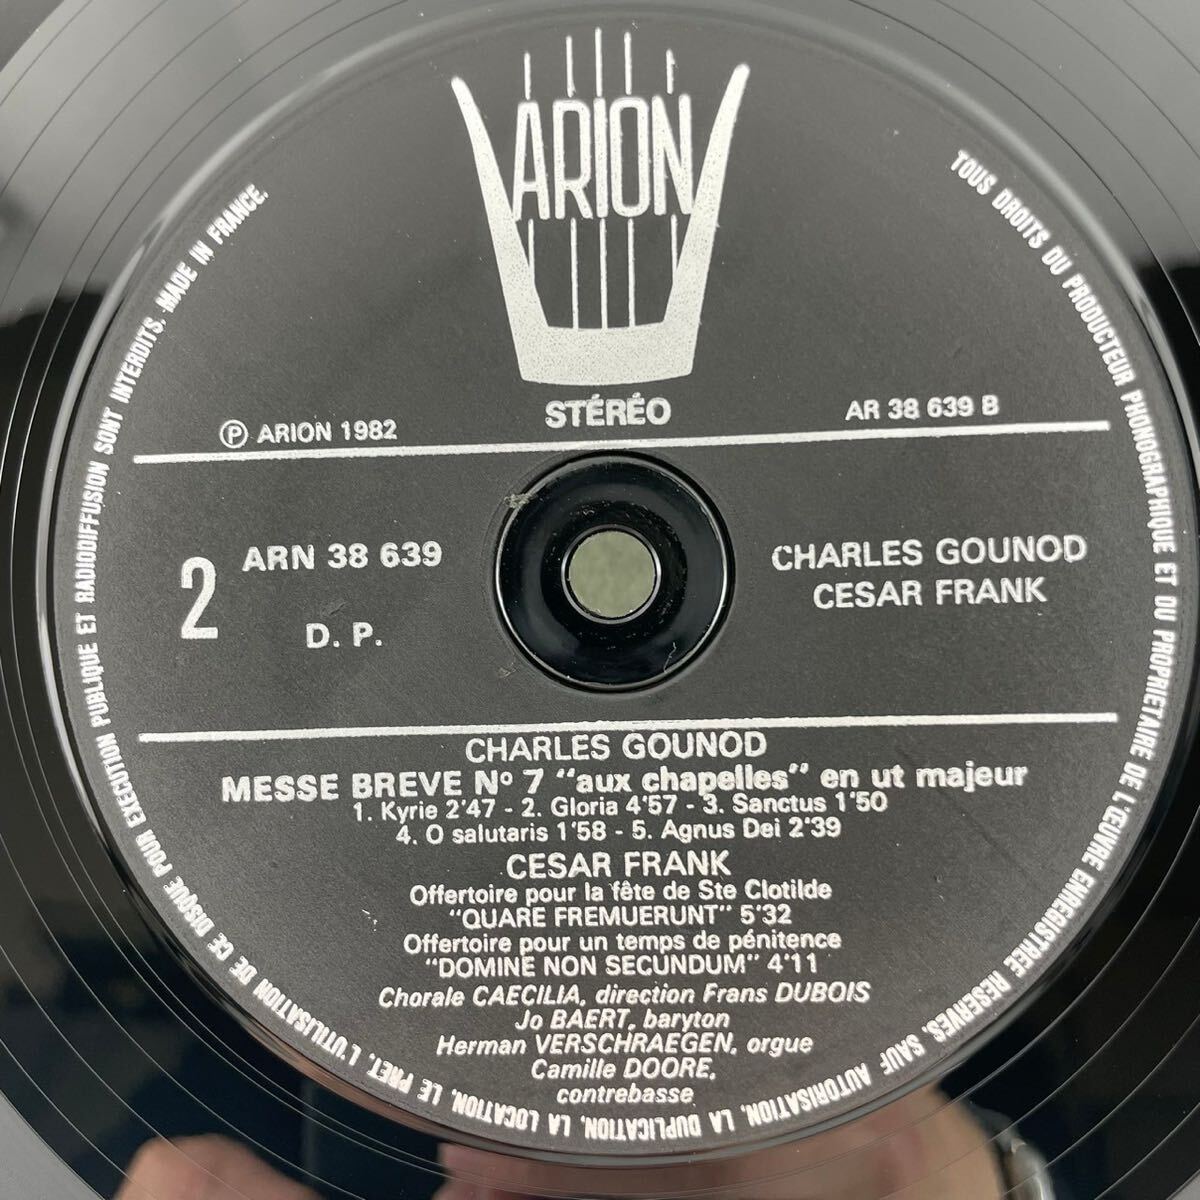 ARION
STÉRÉO
Ⓟ ARION 1982
AR 38 639 B
2
ARN 38 639
D. P.
CHARLES GOUNOD
CESAR FRANK
CHARLES GOUNOD
MESSE BREVE Nº 7 "aux chapelles" en ut majeur
1. Kyrie 2'47 - 2. Gloria 4'57 - 3. Sanctus 1'50
4. O salutaris 1'58 - 5. Agnus Dei 2'39
CESAR FRANK
Offertoire pour la fête de Ste Clotilde
"QUARE FREMUERUNT" 5'32
Offertoire pour un temps de pénitence
"DOMINE NON SECUNDUM" 4'11
Chorale CAECILIA, direction Frans DUBOIS
Jo BAERT, baryton
Herman VERSCHRAEGEN, orgue
Camille DOORE,
contrebasse
TOUS DROITS DU PRODUCTEUR PHONOGRAPHIQUE ET DU PROPRIETAIRE DE L'ŒUVRE ENREGISTREE RESERVES. SAUF AUTORISATION, LA DUPLICATION, LA LOCATION, LE PRET, L'UTILISATION DE CE DISQUE POUR EXECUTION PUBLIQUE ET RADIODIFFUSION SONT INTERDITS. MADE IN FRANCE.